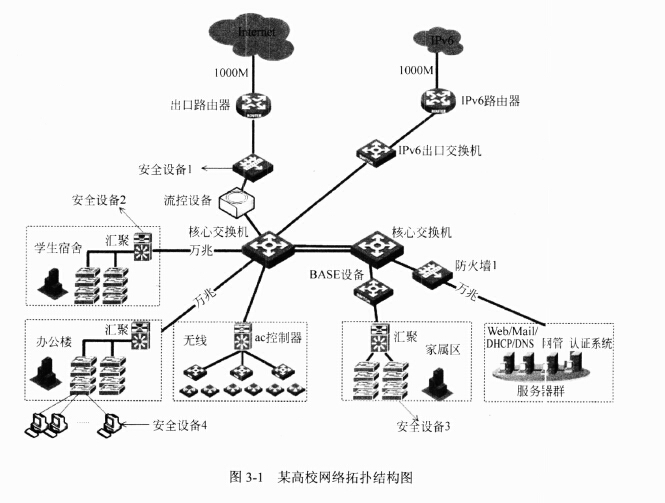 Internet
IPv6
1000M
1000M
出口路由器
IPv6路由器
安全设备1
IPv6出口交换机
流控设备
安全设备2
核心交换机
核心交换机
学生宿舍
汇聚
万兆
BASE设备
防火墙1
万兆
万兆
办公楼
汇聚
无线
ac控制器
汇聚
家属区
Web/Mail/
DHCP/DNS 网管 认证系统
服务器群
安全设备4
安全设备3
图 3-1 某高校网络拓扑结构图